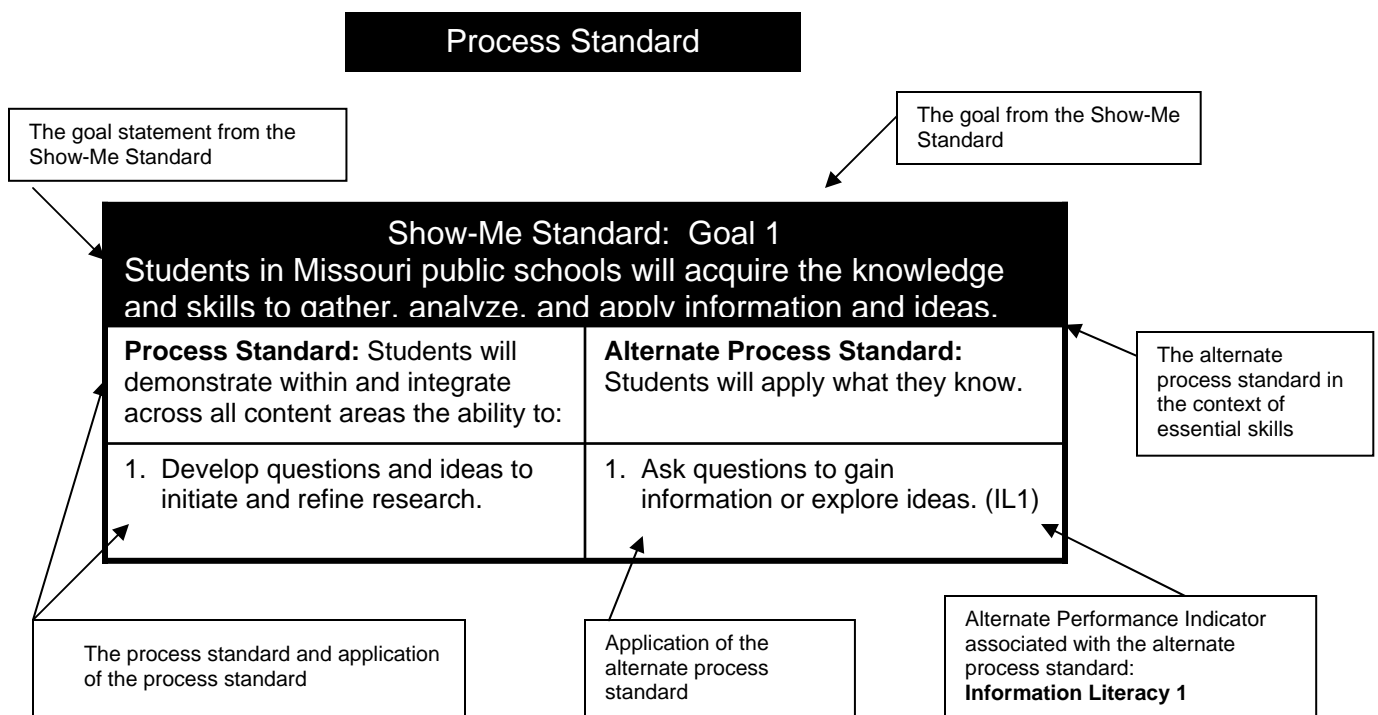 Process Standard
The goal statement from the
Show-Me Standard
The goal from the Show-Me
Standard
Show-Me Standard:  Goal 1
Students in Missouri public schools will acquire the knowledge
and skills to gather, analyze, and apply information and ideas.
Process Standard: Students will
demonstrate within and integrate
across all content areas the ability to:
Alternate Process Standard:
Students will apply what they know.
The alternate
process standard in
the context of
essential skills
1. Develop questions and ideas to
initiate and refine research.
1. Ask questions to gain
information or explore ideas. (IL1)
The process standard and application
of the process standard
Application of the
alternate process
standard
Alternate Performance Indicator
associated with the alternate
process standard:
Information Literacy 1